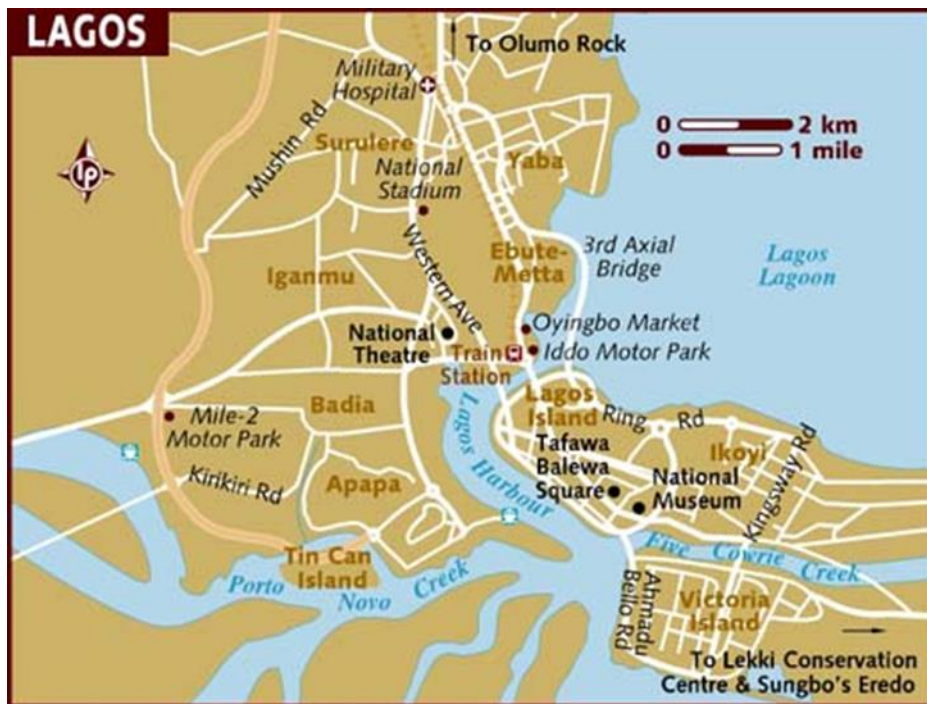 LAGOS
To Olumo Rock
Military
Hospital
Mushin Rd
Surulere
0 2 km
0 1 mile
Yaba
National
Stadium
lp
Western Ave
Ebute-
Metta
3rd Axial
Bridge
Lagos
Lagoon
Iganmu
National
Theatre
Oyingbo Market
Iddo Motor Park
Train
Station
Lagos
Island
Badia
Mile-2
Motor Park
Lagos Harbour
Ring Rd
Tafawa
Balewa
Square
Ikoyi
National
Museum
Kingsway Rd
Kirikiri Rd
Apapa
Tin Can
Island
Porto Novo Creek
Five Cowrie Creek
Ahmadu
Bello Rd
Victoria
Island
To Lekki Conservation
Centre & Sungbo's Eredo